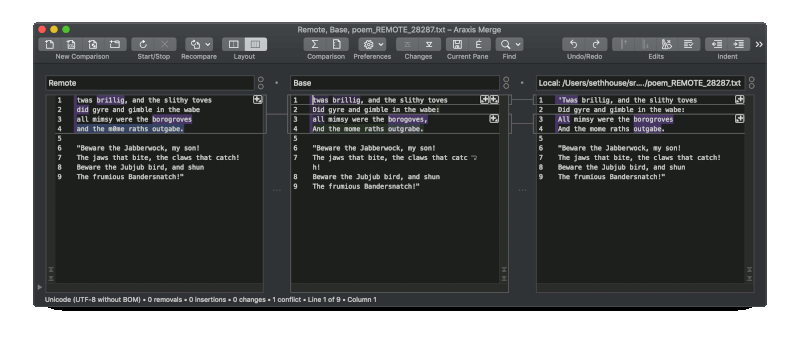 Remote, Base, poem_REMOTE_28287.txt – Araxis Merge
New Comparison
Start/Stop
Recompare
Layout
Comparison
Preferences
Changes
Current Pane
Find
Undo/Redo
Edits
Indent
Remote
1 twas brillig, and the slithy toves
2 did gyre and gimble in the wabe
3 all mimsy were the borogroves
4 and the m0me raths outgabe.
5
6 "Beware the Jabberwock, my son!
7 The jaws that bite, the claws that catch!
8 Beware the Jubjub bird, and shun
9 The frumious Bandersnatch!"
Base
1 twas brillig, and the slithy toves
2 Did gyre and gimble in the wabe:
3 all mimsy were the borogoves,
4 And the mome raths outgrabe.
5
6 "Beware the Jabberwock, my son!
7 The jaws that bite, the claws that catc
h!
8 Beware the Jubjub bird, and shun
9 The frumious Bandersnatch!"
Local: /Users/sethhouse/sr..../poem_REMOTE_28287.txt
1 'Twas brillig, and the slithy toves
2 Did gyre and gimble in the wabe:
3 All mimsy were the borogroves
4 And the mome raths outgabe.
5
6 "Beware the Jabberwock, my son!
7 The jaws that bite, the claws that catch!
8 Beware the Jubjub bird, and shun
9 The frumious Bandersnatch!"
Unicode (UTF-8 without BOM) • 0 removals • 0 insertions • 0 changes • 1 conflict • Line 1 of 9 • Column 1